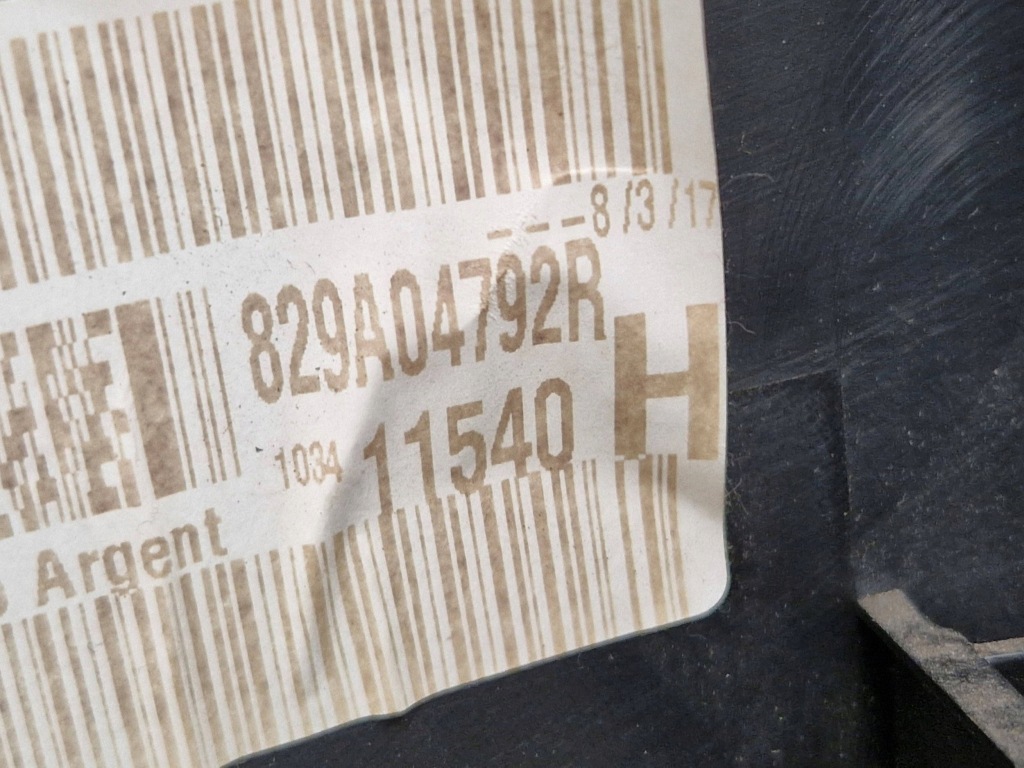 ---8/3/17
829A04792R
H
1034 11540
Argent